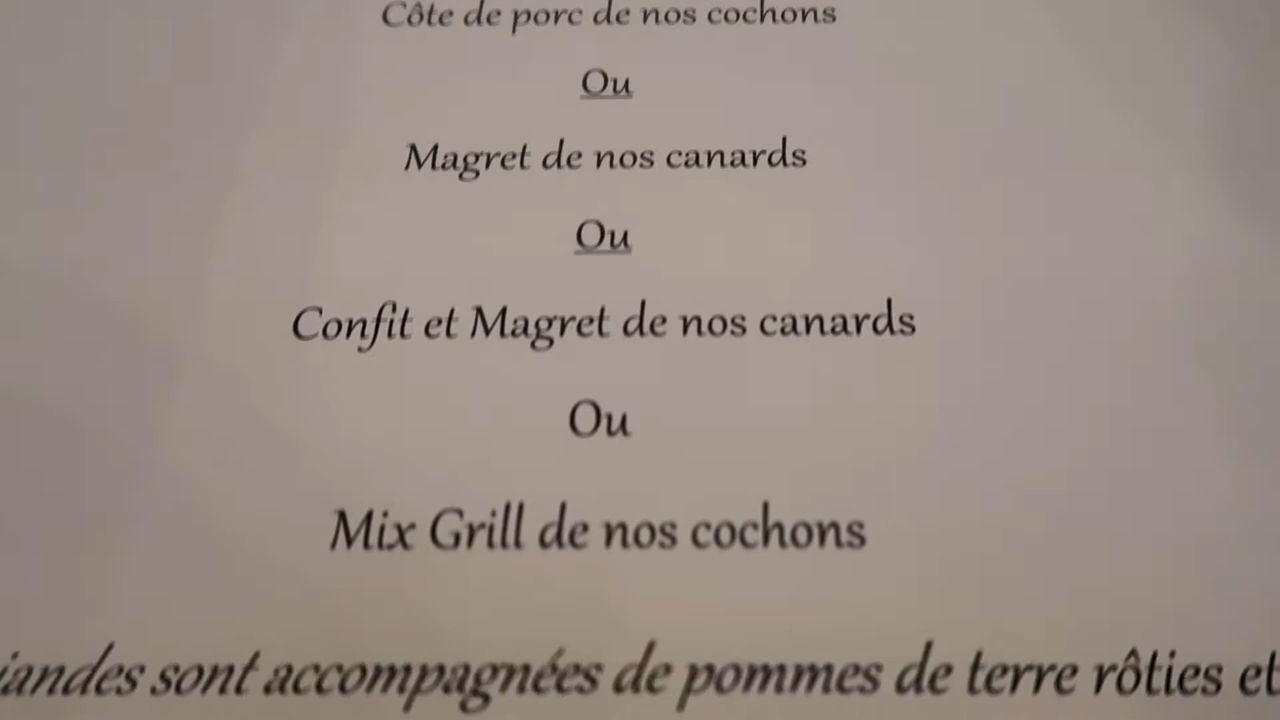 Côte de porc de nos cochons
Ou
Magret de nos canards
Ou
Confit et Magret de nos canards
Ou
Mix Grill de nos cochons
iandes sont accompagnées de pommes de terre rôties et